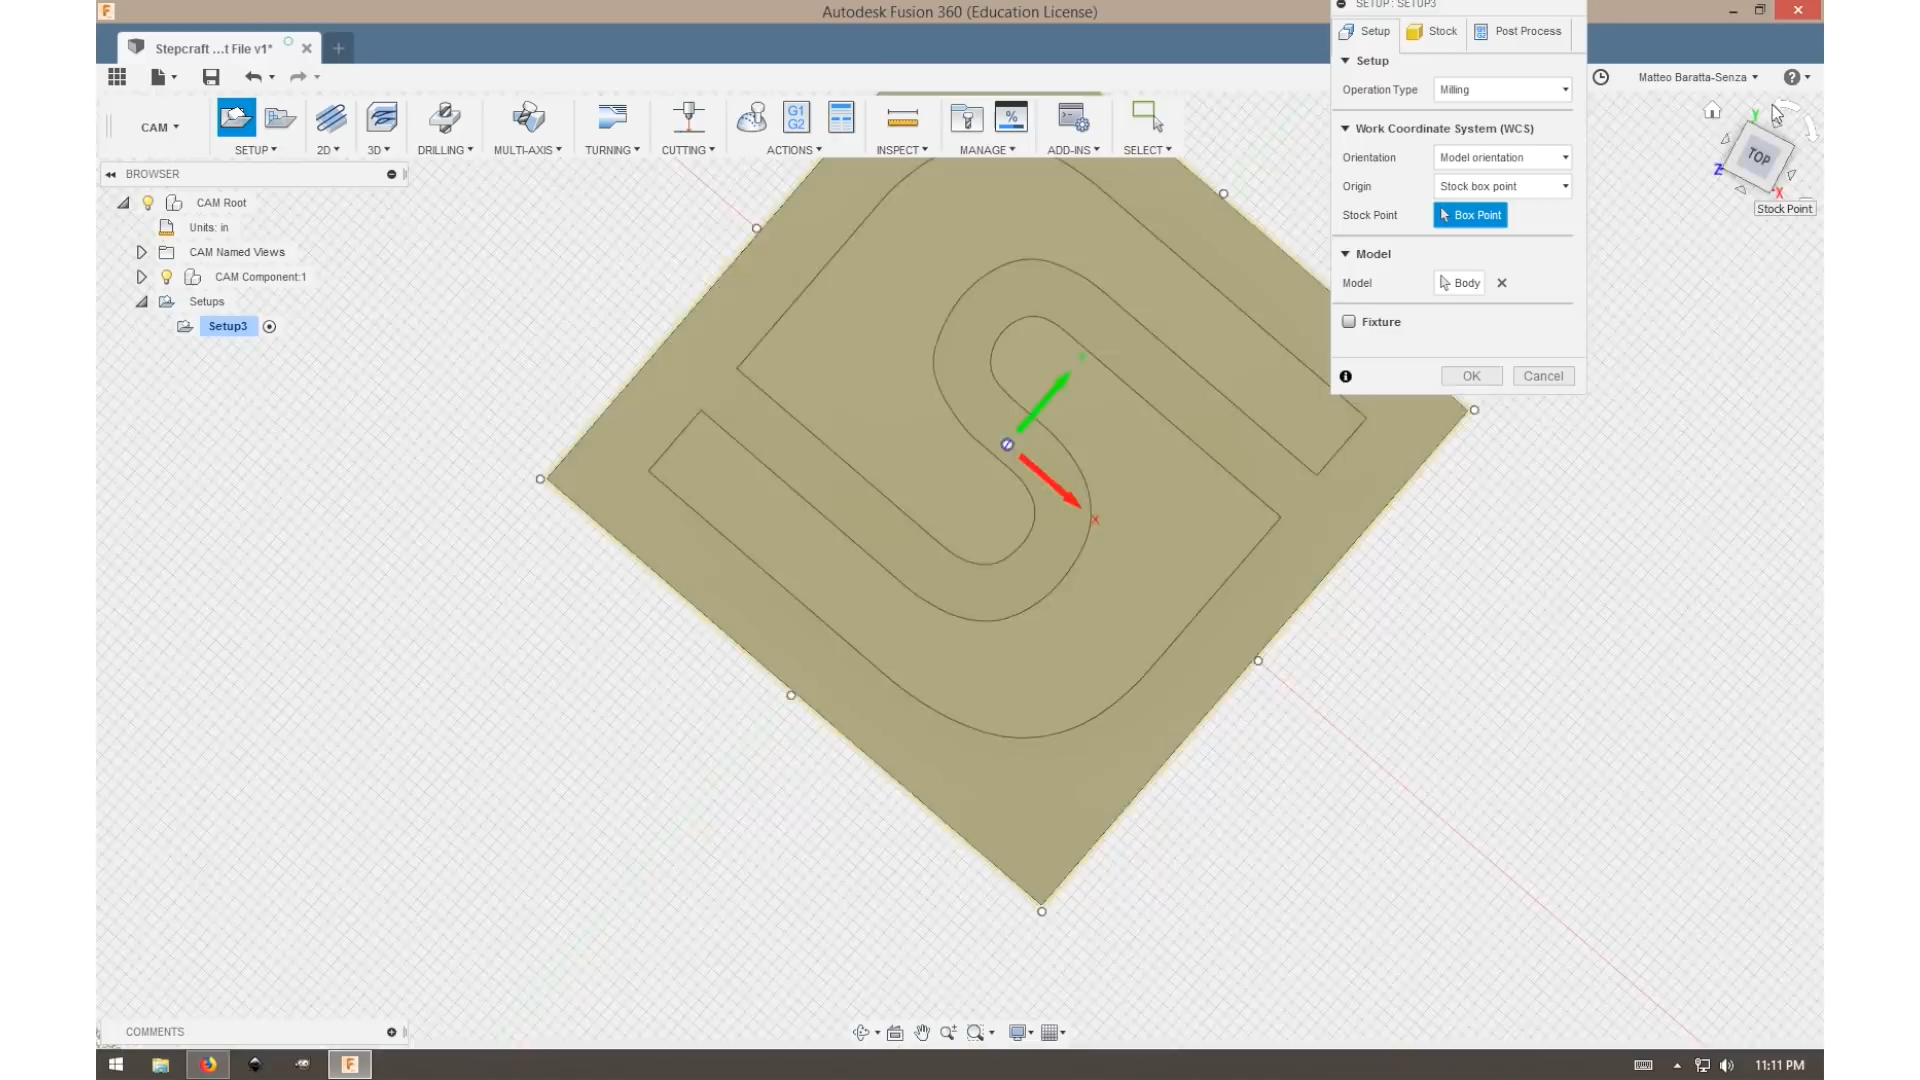 Autodesk Fusion 360 (Education License)
SETUP : SETUP3
Stepcraft ...t File v1*
Setup
Stock
Post Process
Setup
Operation Type
Milling
Matteo Baratta-Senza
CAM
G1
G2
%
SETUP
2D
3D
DRILLING
MULTI-AXIS
TURNING
CUTTING
ACTIONS
INSPECT
MANAGE
ADD-INS
SELECT
Work Coordinate System (WCS)
Orientation
Model orientation
Origin
Stock box point
Stock Point
Box Point
Y
TOP
Z
X
Stock Point
BROWSER
CAM Root
Units: in
CAM Named Views
CAM Component:1
Setups
Setup3
Model
Model
Body
Fixture
OK
Cancel
X
COMMENTS
11:11 PM